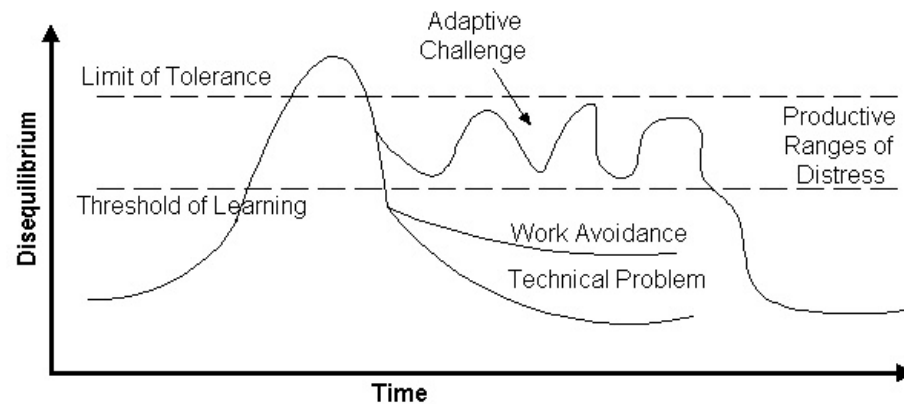 Adaptive
Challenge
Limit of Tolerance
Productive
Ranges of
Distress
Threshold of Learning
Work Avoidance
Technical Problem
Disequilibrium
Time